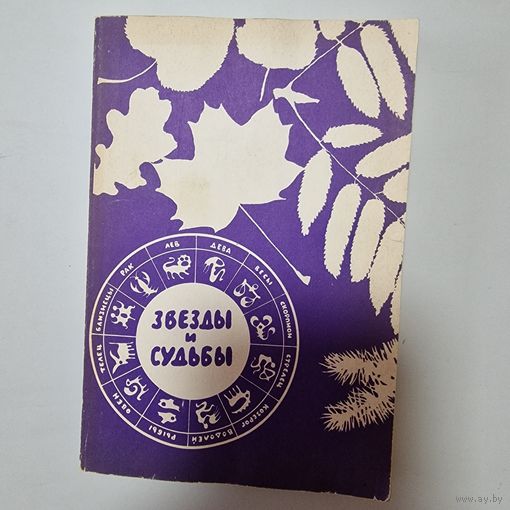 ЗВЕЗДЫ
И
СУДЬБЫ
ЛЕВ
ДЕВА
ВЕСЫ
СКОРПИОН
СТРЕЛЕЦ
КОЗЕРОГ
ВОДОЛЕЙ
РЫБЫ
ОВЕН
ТЕЛЕЦ
БЛИЗНЕЦЫ
РАК
www.ay.by